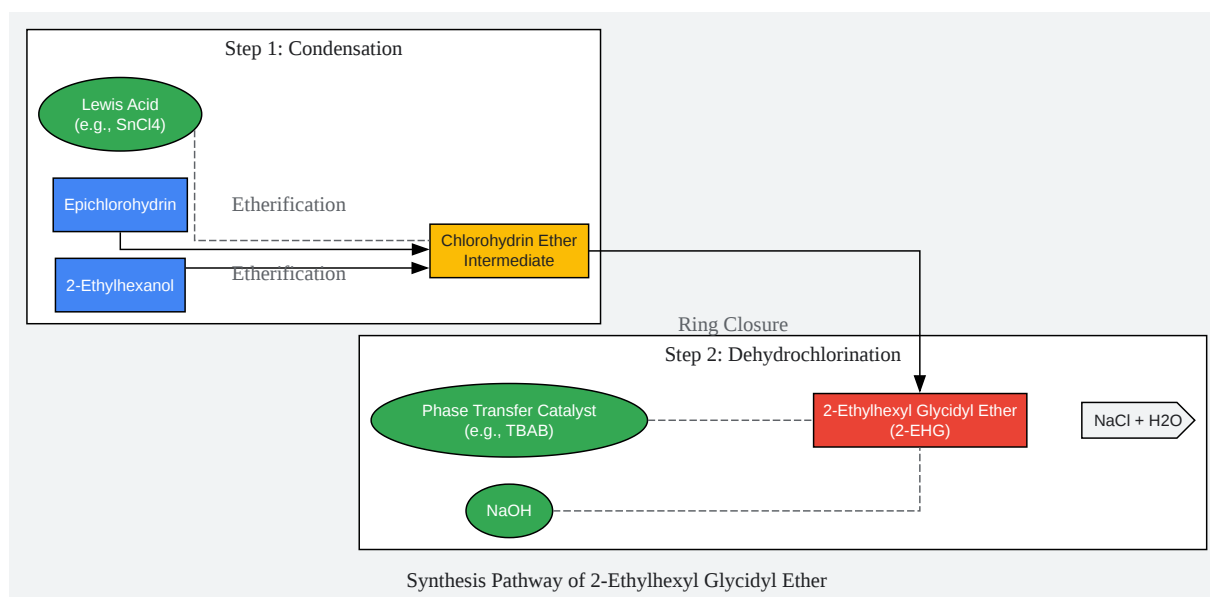 Step 1: Condensation
Lewis Acid
(e.g., SnCl4)
Epichlorohydrin
Etherification
Chlorohydrin Ether
Intermediate
2-Ethylhexanol
Etherification
Ring Closure
Step 2: Dehydrochlorination
Phase Transfer Catalyst
(e.g., TBAB)
2-Ethylhexyl Glycidyl Ether
(2-EHG)
NaCl + H2O
NaOH
Synthesis Pathway of 2-Ethylhexyl Glycidyl Ether